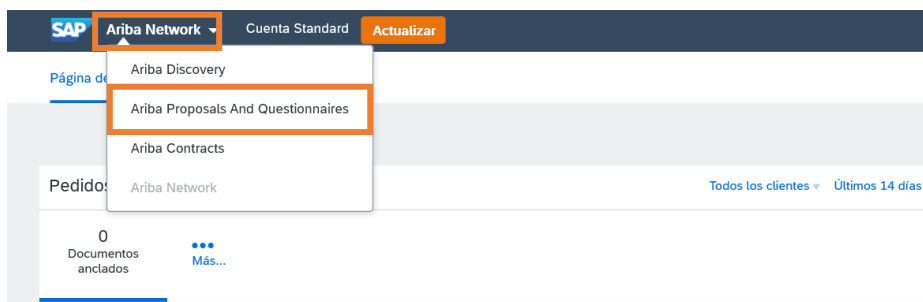 SAP Ariba Network Cuenta Standard Actualizar
Ariba Discovery
Página de
Ariba Proposals And Questionnaires
Ariba Contracts
Pedidos Ariba Network Todos los clientes Últimos 14 días
0
Documentos
anclados
Más...